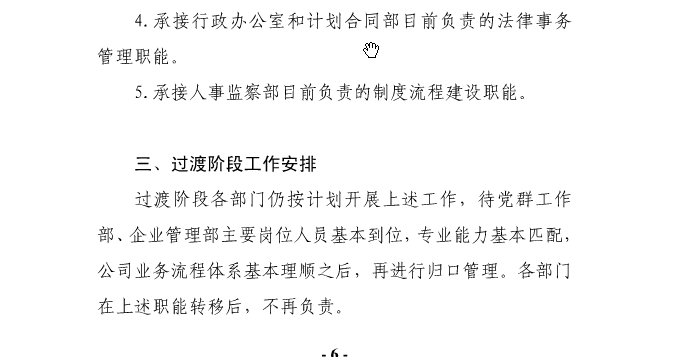 4. 承接行政办公室和计划合同部目前负责的法律事务
管理职能。
5. 承接人事监察部目前负责的制度流程建设职能。
三、过渡阶段工作安排
过渡阶段各部门仍按计划开展上述工作，待党群工作
部、企业管理部主要岗位人员基本到位，专业能力基本匹配，
公司业务流程体系基本理顺之后，再进行归口管理。各部门
在上述职能转移后，不再负责。
- 6 -